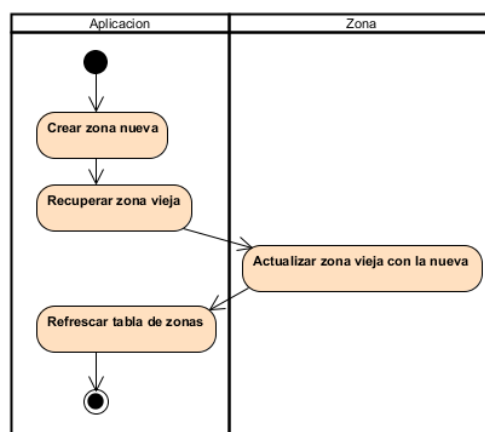 Aplicacion
Zona
Crear zona nueva
Recuperar zona vieja
Actualizar zona vieja con la nueva
Refrescar tabla de zonas